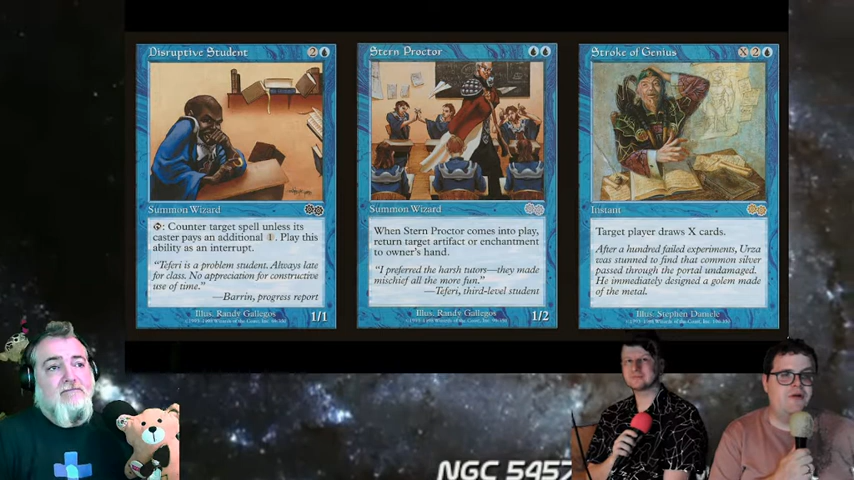 Disruptive Student 2
Summon Wizard
: Counter target spell unless its
caster pays an additional 1. Play this
ability as an interrupt.
"Teferi is a problem student. Always late
for class. No appreciation for constructive
use of time."
—Barrin, progress report
Illus. Randy Gallegos
1/1
Stern Proctor
Summon Wizard
When Stern Proctor comes into play,
return target artifact or enchantment
to owner's hand.
"I preferred the harsh tutors—they made
mischief all the more fun."
—Teferi, third-level student
Illus. Randy Gallegos
1/2
Stroke of Genius X 2
Instant
Target player draws X cards.
After a hundred failed experiments, Urza
was stunned to find that common silver
passed through the portal undamaged.
He immediately designed a golem made
of the metal.
Illus. Stephen Daniele
NGC 5457